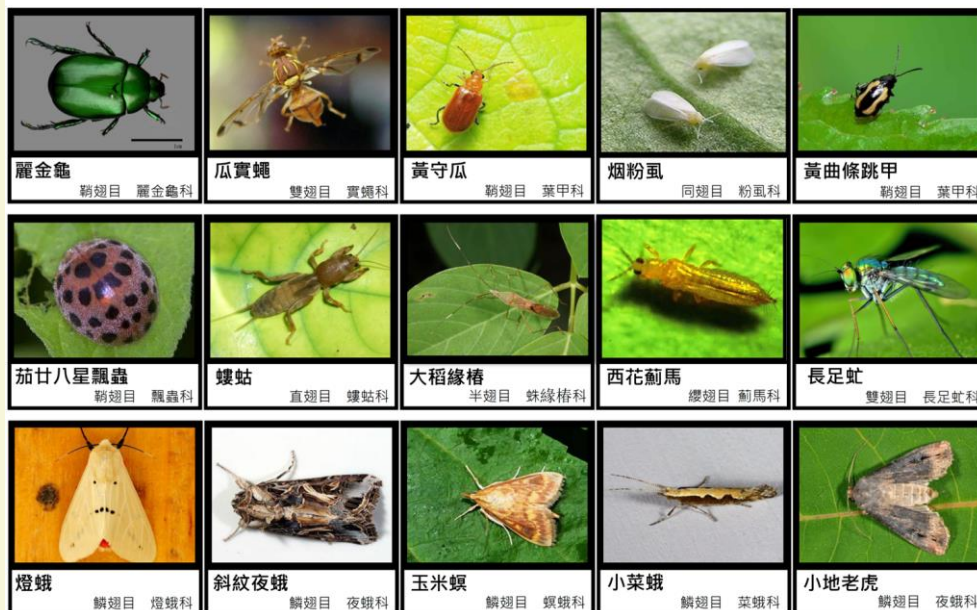 麗金龜
鞘翅目 麗金龜科
瓜實蠅
雙翅目 實蠅科
黃守瓜
鞘翅目 葉甲科
烟粉虱
同翅目 粉虱科
黃曲條跳甲
鞘翅目 葉甲科
茄廿八星瓢蟲
鞘翅目 瓢蟲科
螻蛄
直翅目 螻蛄科
大稻緣椿
半翅目 蛛緣椿科
西花薊馬
纓翅目 薊馬科
長足虻
雙翅目 長足虻科
燈蛾
鱗翅目 燈蛾科
斜紋夜蛾
鱗翅目 夜蛾科
玉米螟
鱗翅目 螟蛾科
小菜蛾
鱗翅目 菜蛾科
小地老虎
鱗翅目 夜蛾科